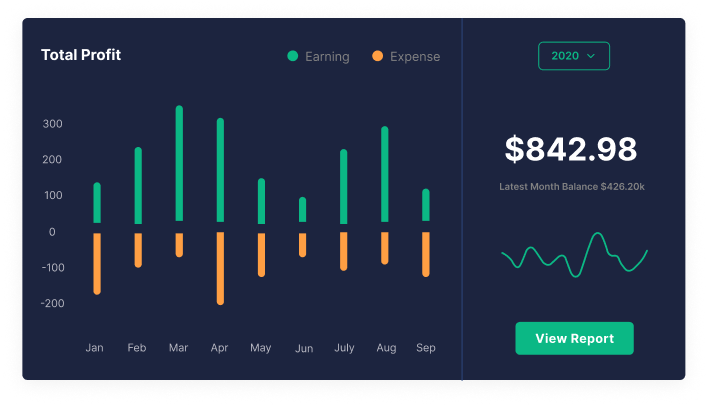 Total Profit
Earning
Expense
300
200
100
0
-100
-200
Jan Feb Mar Apr May Jun July Aug Sep
2020
$842.98
Latest Month Balance $426.20k
View Report